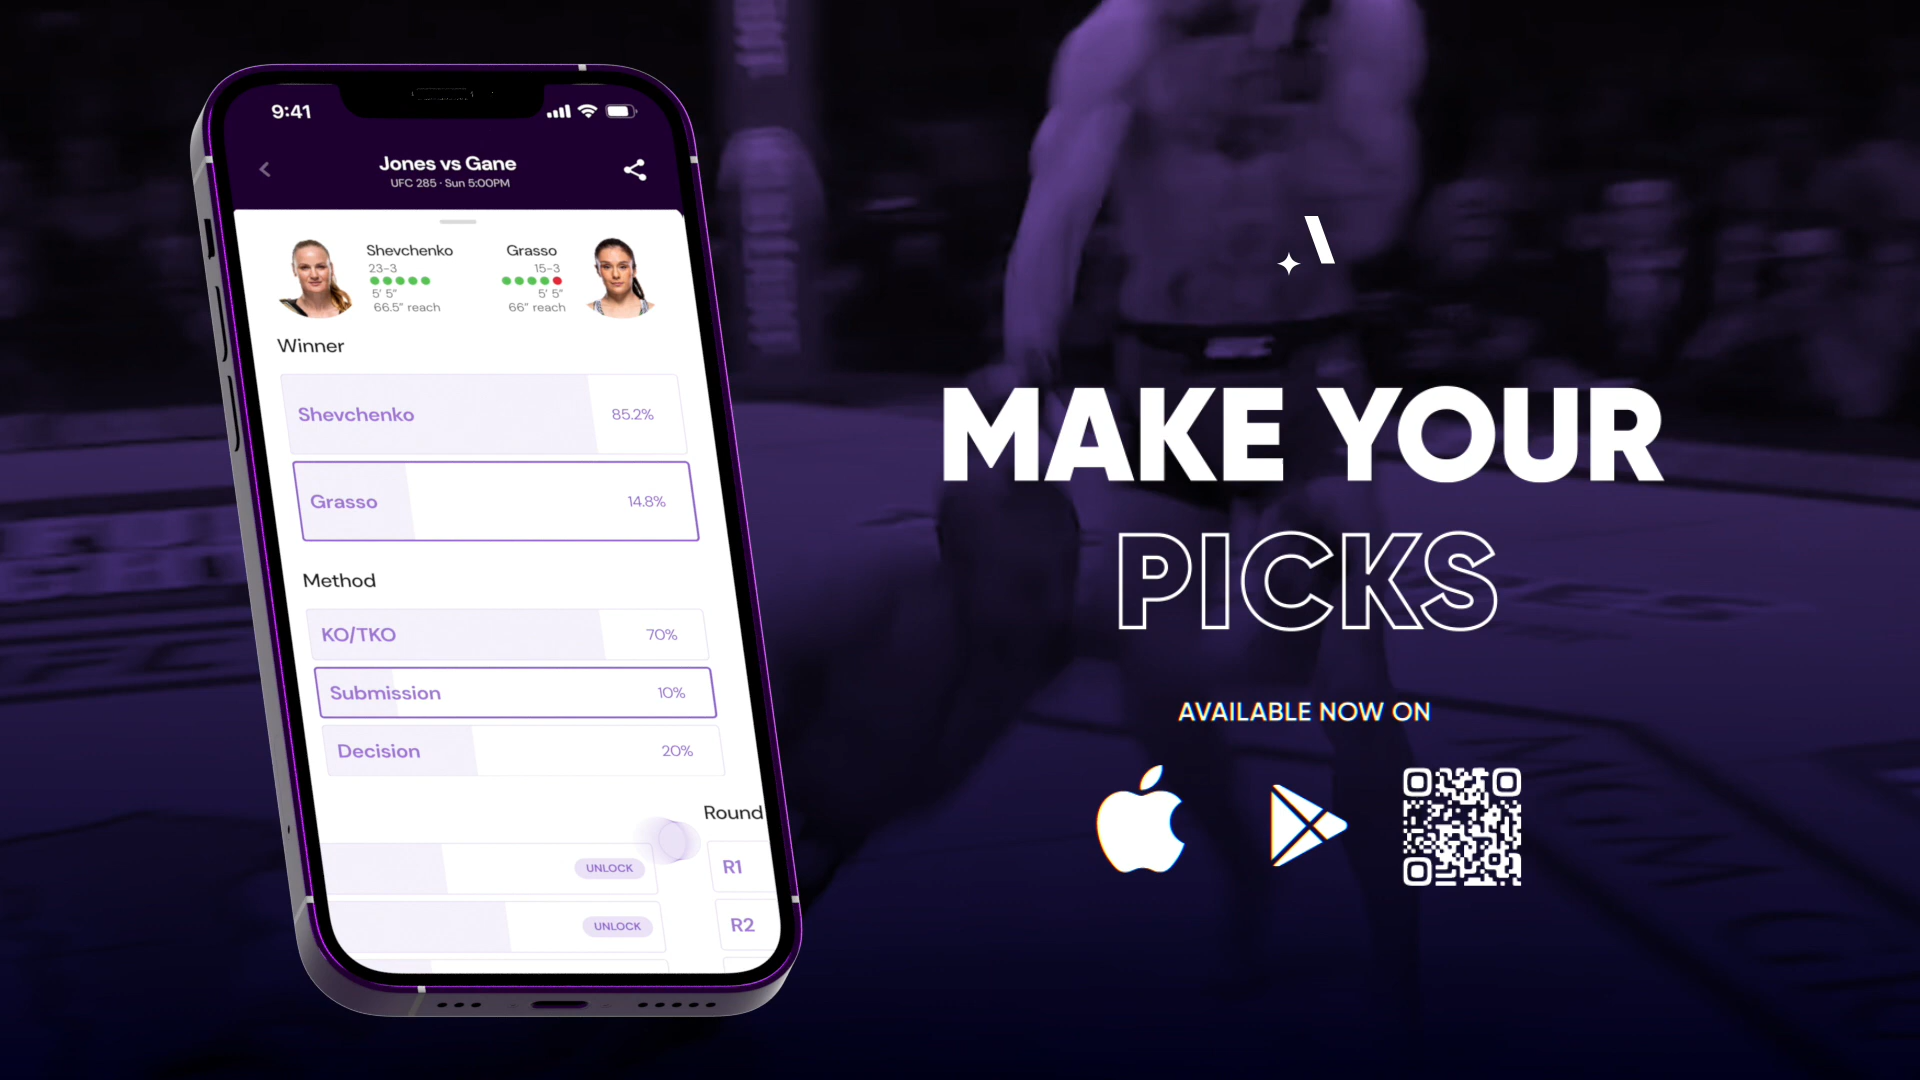 9:41
Jones vs Gane
UFC 285 · Sun 5:00PM
Shevchenko
23-3
5' 5"
66.5" reach
Grasso
15-3
5' 5"
66" reach
Winner
Shevchenko 85.2%
Grasso 14.8%
Method
KO/TKO 70%
Submission 10%
Decision 20%
Round
UNLOCK
R1
UNLOCK
R2
MAKE YOUR
PICKS
AVAILABLE NOW ON